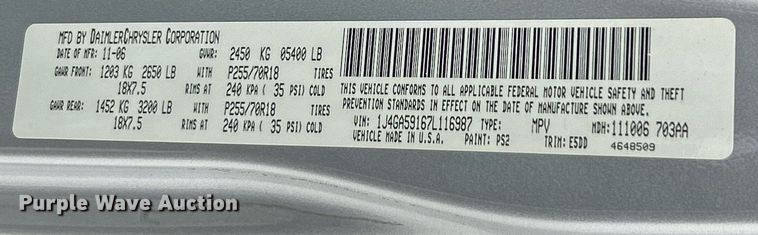 MFD BY DAIMLERCHRYSLER CORPORATION
DATE OF MFR 11-06 GVWR: 2450 KG 05400 LB
GAWR FRONT: 1203 KG 2650 LB WITH P255/70R18 TIRES
18X7.5 RIMS AT 240 KPA ( 35 PSI) COLD
GAWR REAR: 1452 KG 3200 LB WITH P255/70R18 TIRES
18X7.5 RIMS AT 240 KPA ( 35 PSI) COLD
THIS VEHICLE CONFORMS TO ALL APPLICABLE FEDERAL MOTOR VEHICLE SAFETY AND THEFT
PREVENTION STANDARDS IN EFFECT ON THE DATE OF MANUFACTURE SHOWN ABOVE.
VIN: 1J4GA59167L116987 TYPE: MPV MDH: 111006 703AA
VEHICLE MADE IN U.S.A. PAINT: PS2 TRIM: E5DD 4648509
Purple Wave Auction